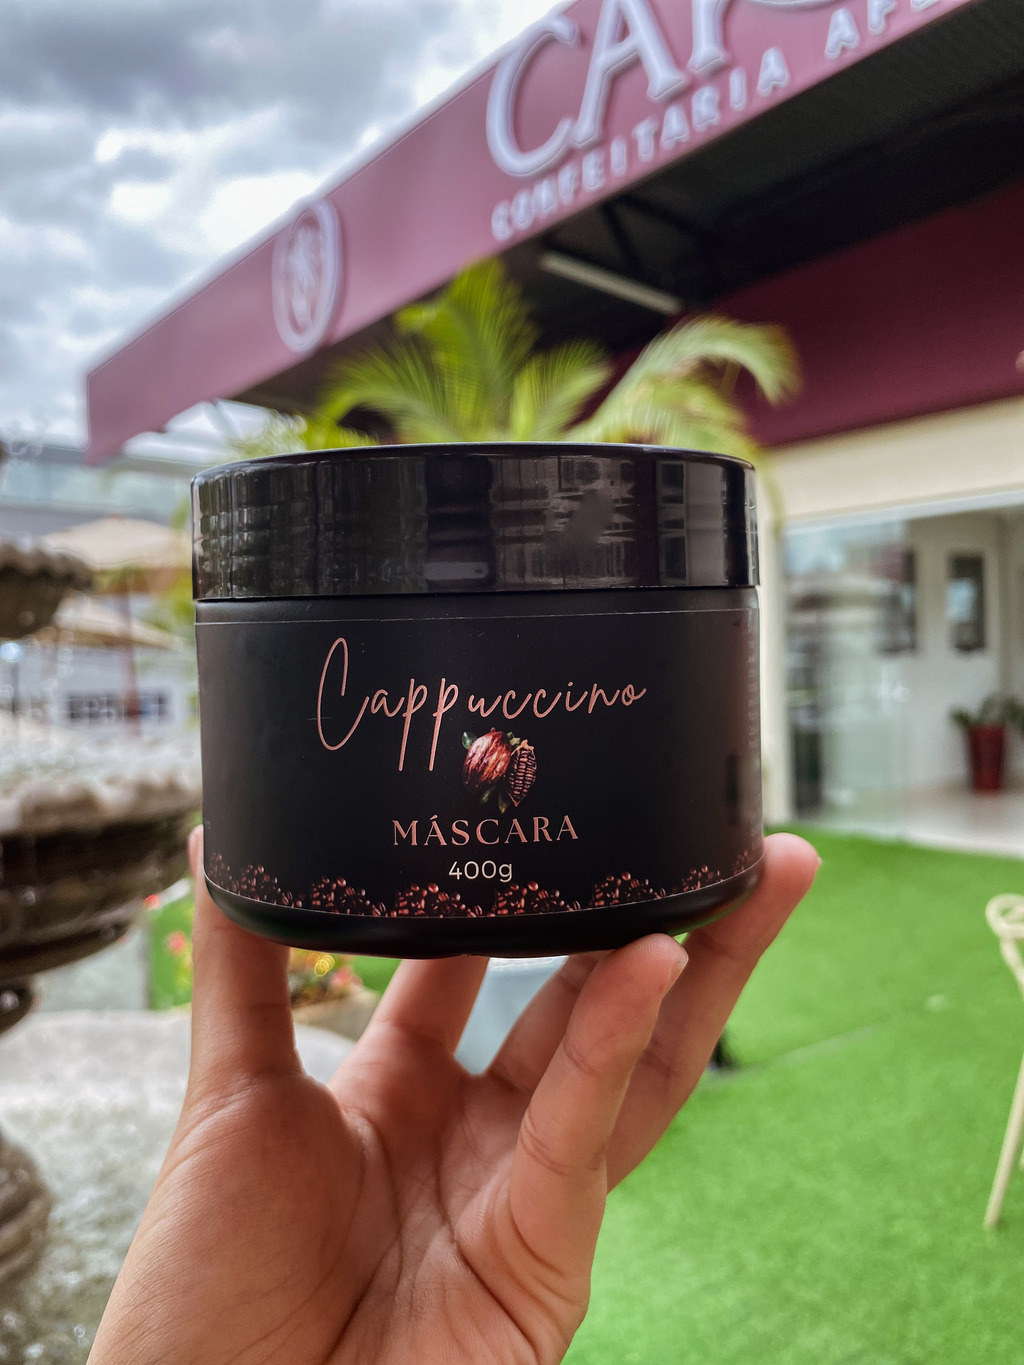 CONFEITARIA
Cappuccino
MÁSCARA
400g